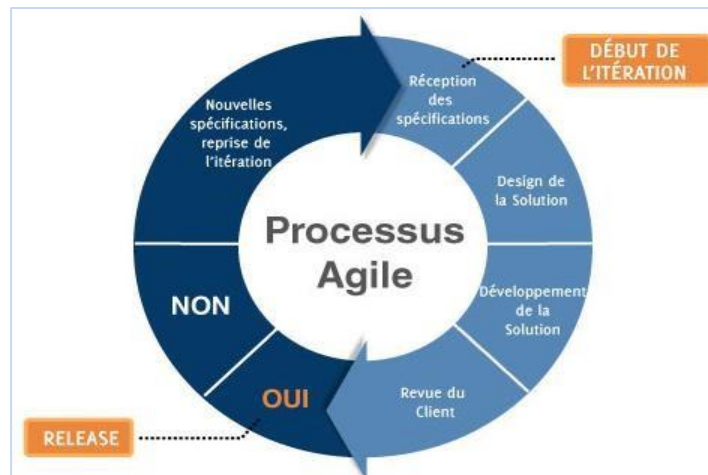 DÉBUT DE
L'ITÉRATION
Réception
des
spécifications
Design de
la Solution
Développement
de la
Solution
Revue du
Client
OUI
RELEASE
NON
Nouvelles
spécifications,
reprise de
l'itération
Processus
Agile